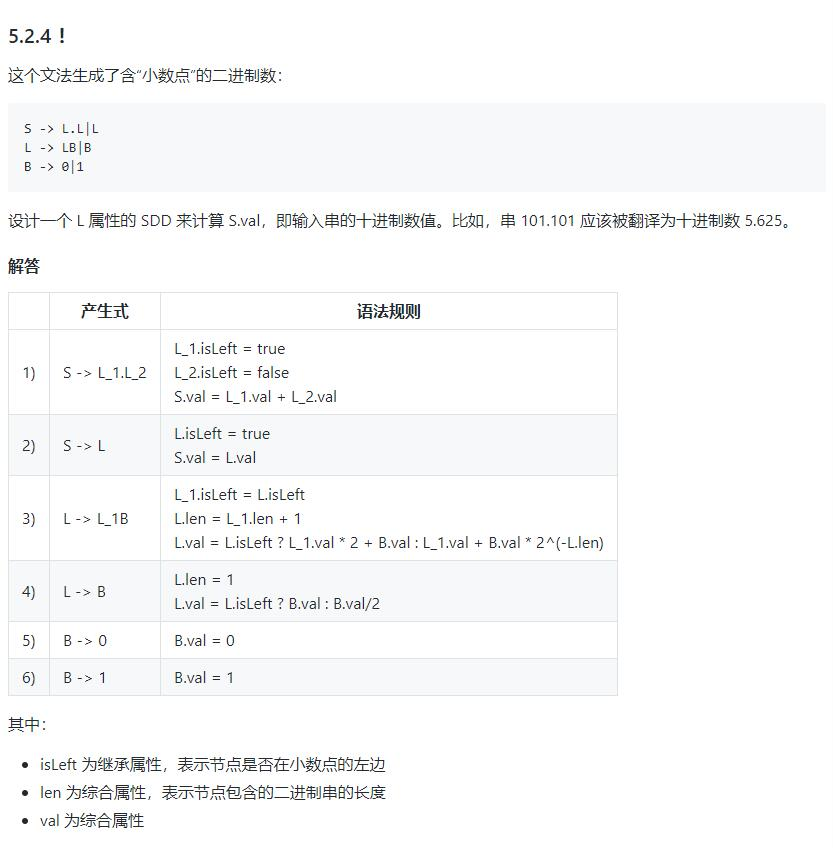 5.2.4！
这个文法生成了含“小数点”的二进制数：
S -> L.L|L
L -> LB|B
B -> 0|1
设计一个 L 属性的 SDD 来计算 S.val，即输入串的十进制数值。比如，串 101.101 应该被翻译为十进制数 5.625。
解答
产生式 语法规则
1) S -> L_1.L_2 L_1.isLeft = true
L_2.isLeft = false
S.val = L_1.val + L_2.val
2) S -> L L.isLeft = true
S.val = L.val
3) L -> L_1B L_1.isLeft = L.isLeft
L.len = L_1.len + 1
L.val = L.isLeft ? L_1.val * 2 + B.val : L_1.val + B.val * 2^(-L.len)
4) L -> B L.len = 1
L.val = L.isLeft ? B.val : B.val/2
5) B -> 0 B.val = 0
6) B -> 1 B.val = 1
其中：
• isLeft 为继承属性，表示节点是否在小数点的左边
• len 为综合属性，表示节点包含的二进制串的长度
• val 为综合属性